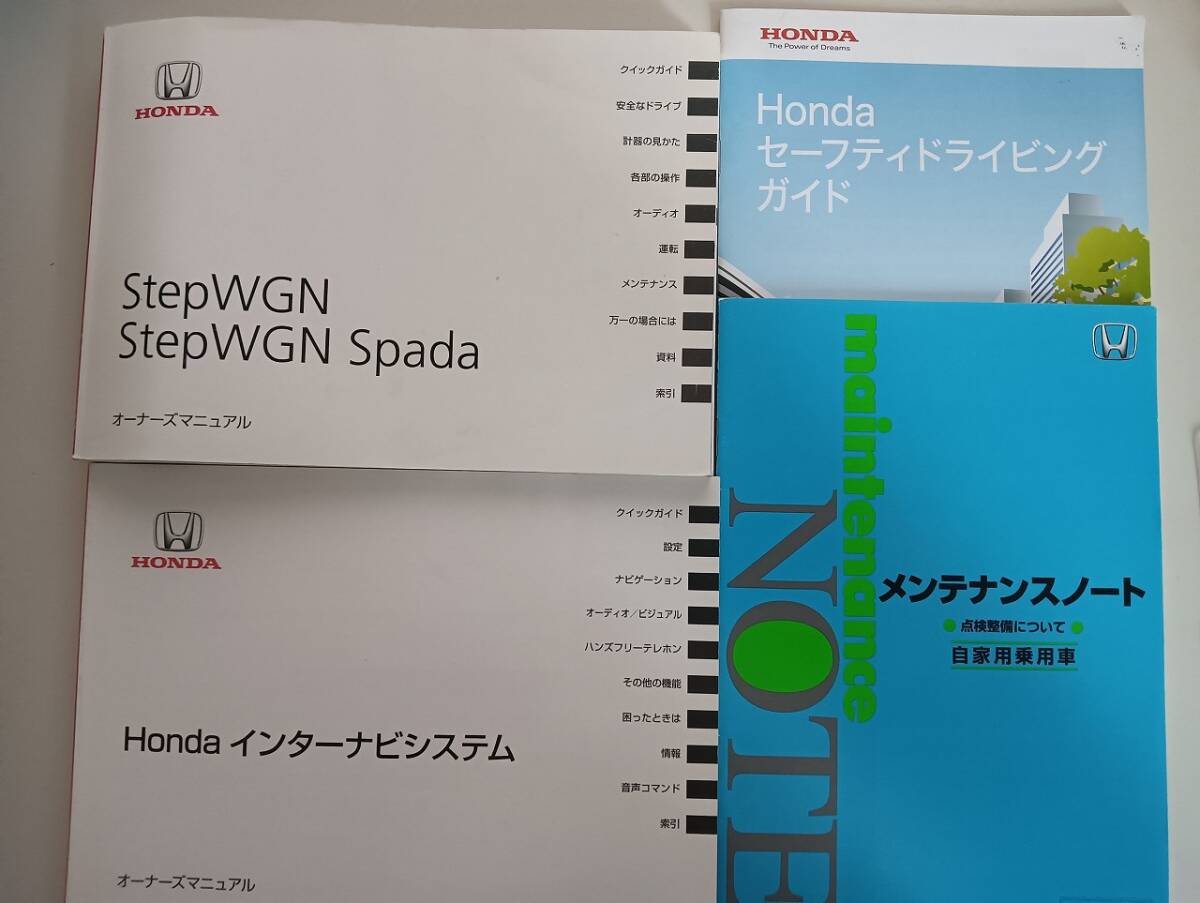 HONDA
クイックガイド
安全なドライブ
計器の見かた
各部の操作
オーディオ
運転
メンテナンス
万一の場合には
資料
索引
StepWGN
StepWGN Spada
オーナーズマニュアル
HONDA
The Power of Dreams
Honda
セーフティドライビング
ガイド
HONDA
クイックガイド
設定
ナビゲーション
オーディオ/ビジュアル
ハンズフリーテレホン
その他の機能
困ったときは
情報
音声コマンド
索引
Honda インターナビシステム
オーナーズマニュアル
maintenance
NOTE
メンテナンスノート
● 点検整備について ●
自家用乗用車